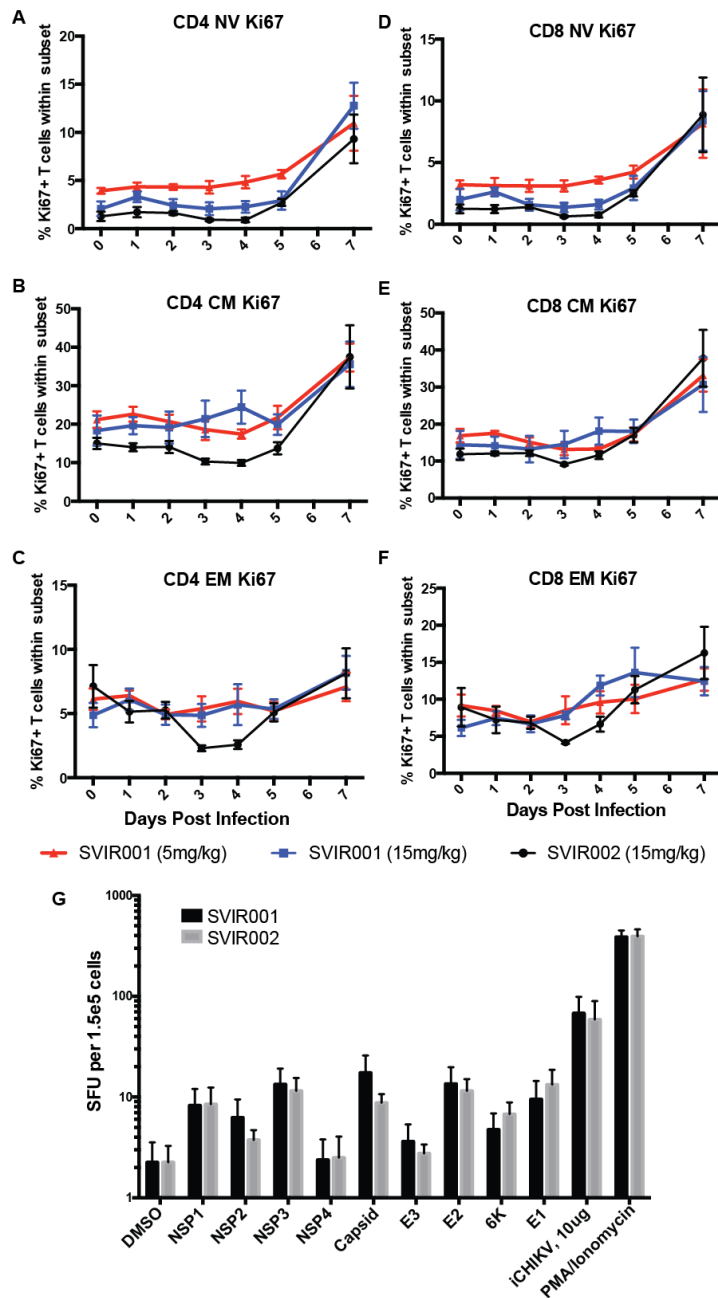 A
CD4 NV Ki67
% Ki67+ T cells within subset
20
15
10
5
0
0 1 2 3 4 5 6 7
B
CD4 CM Ki67
% Ki67+ T cells within subset
50
40
30
20
10
0
0 1 2 3 4 5 6 7
C
CD4 EM Ki67
% Ki67+ T cells within subset
15
10
5
0
0 1 2 3 4 5 6 7
Days Post Infection
D
CD8 NV Ki67
% Ki67+ T cells within subset
15
10
5
0
0 1 2 3 4 5 6 7
E
CD8 CM Ki67
% Ki67+ T cells within subset
50
40
30
20
10
0
0 1 2 3 4 5 6 7
F
CD8 EM Ki67
% Ki67+ T cells within subset
25
20
15
10
5
0
0 1 2 3 4 5 6 7
Days Post Infection
SVIR001 (5mg/kg) SVIR001 (15mg/kg) SVIR002 (15mg/kg)
G
SVIR001
SVIR002
SFU per 1.5e5 cells
1000
100
10
1
DMSO
NSP1
NSP2
NSP3
NSP4
Capsid
E3
E2
6K
E1
iCHIKV, 10ug
PMA/Ionomycin